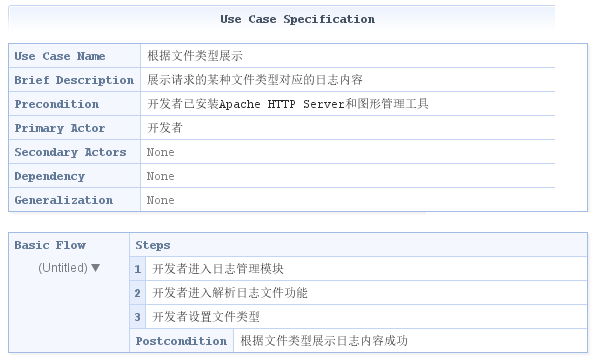 Use Case Specification
Use Case Name 根据文件类型展示
Brief Description 展示请求的某种文件类型对应的日志内容
Precondition 开发者已安装Apache HTTP Server和图形管理工具
Primary Actor 开发者
Secondary Actors None
Dependency None
Generalization None
Basic Flow Steps
(Untitled) ▼
1 开发者进入日志管理模块
2 开发者进入解析日志文件功能
3 开发者设置文件类型
Postcondition 根据文件类型展示日志内容成功